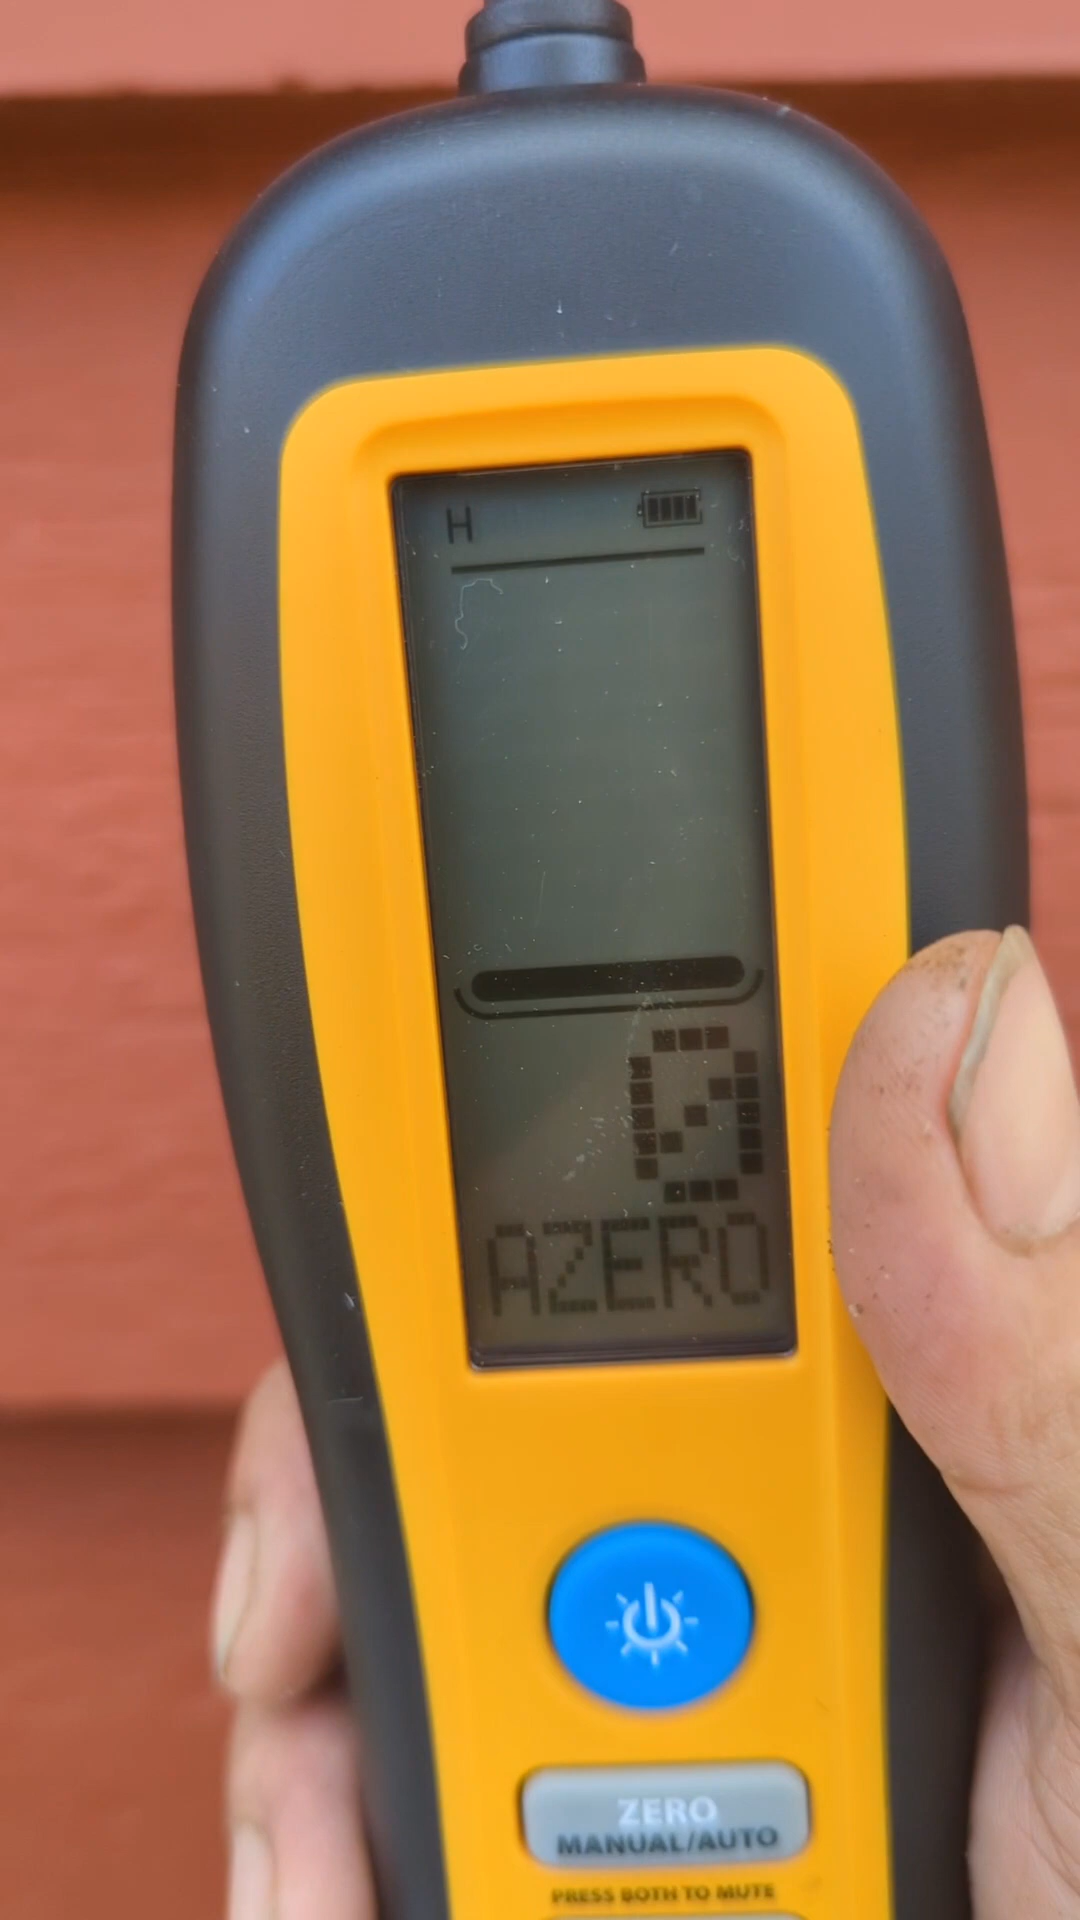 H
0
AZERO
ZERO
MANUAL/AUTO
PRESS BOTH TO MUTE